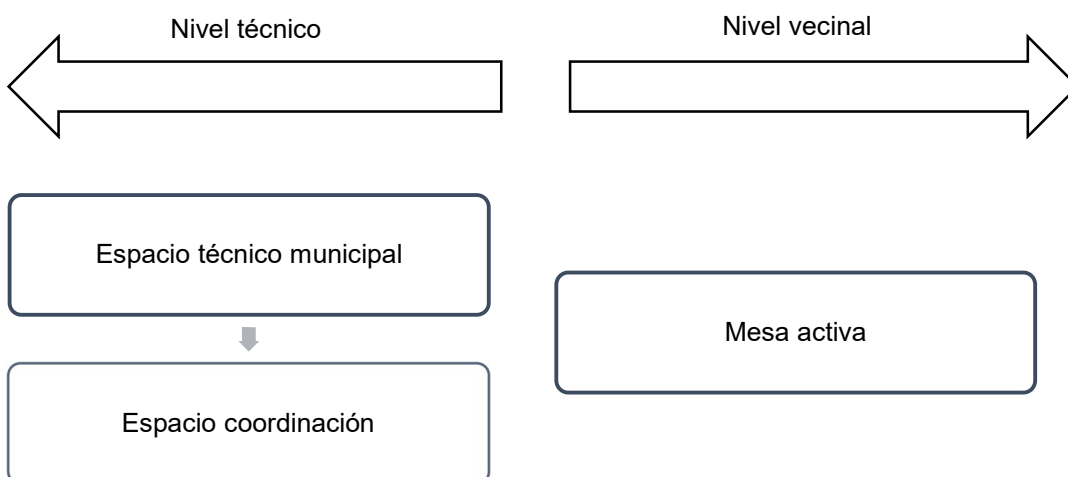 Nivel técnico
Nivel vecinal
Espacio técnico municipal
Mesa activa
Espacio coordinación